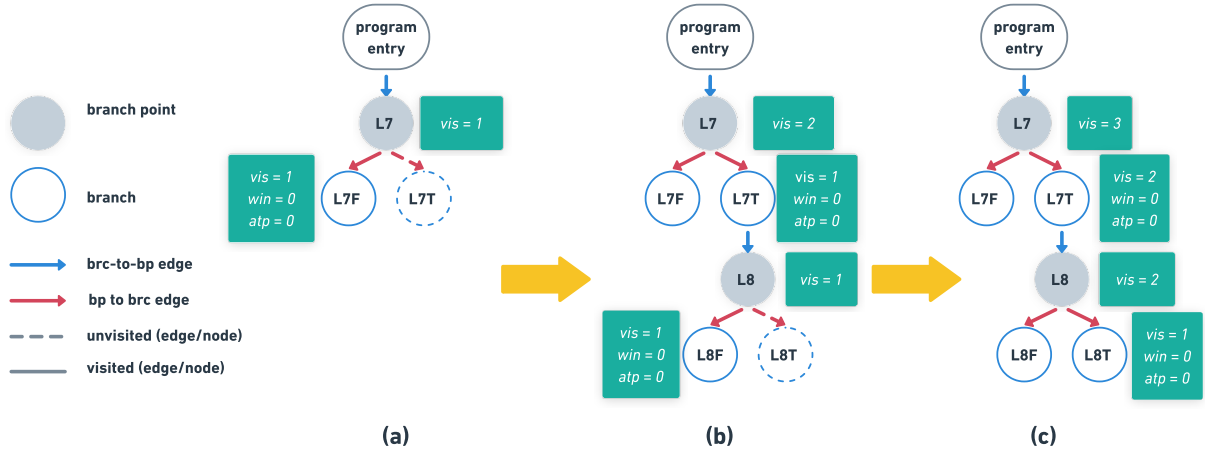 branch point
branch
brc-to-bp edge
bp to brc edge
unvisited (edge/node)
visited (edge/node)
program
entry
L7
vis = 1
vis = 1
win = 0
atp = 0
L7F
L7T
(a)
program
entry
L7
vis = 2
L7F
L7T
vis = 1
win = 0
atp = 0
L8
vis = 1
vis = 1
win = 0
atp = 0
L8F
L8T
(b)
program
entry
L7
vis = 3
L7F
L7T
vis = 2
win = 0
atp = 0
L8
vis = 2
L8F
L8T
vis = 1
win = 0
atp = 0
(c)